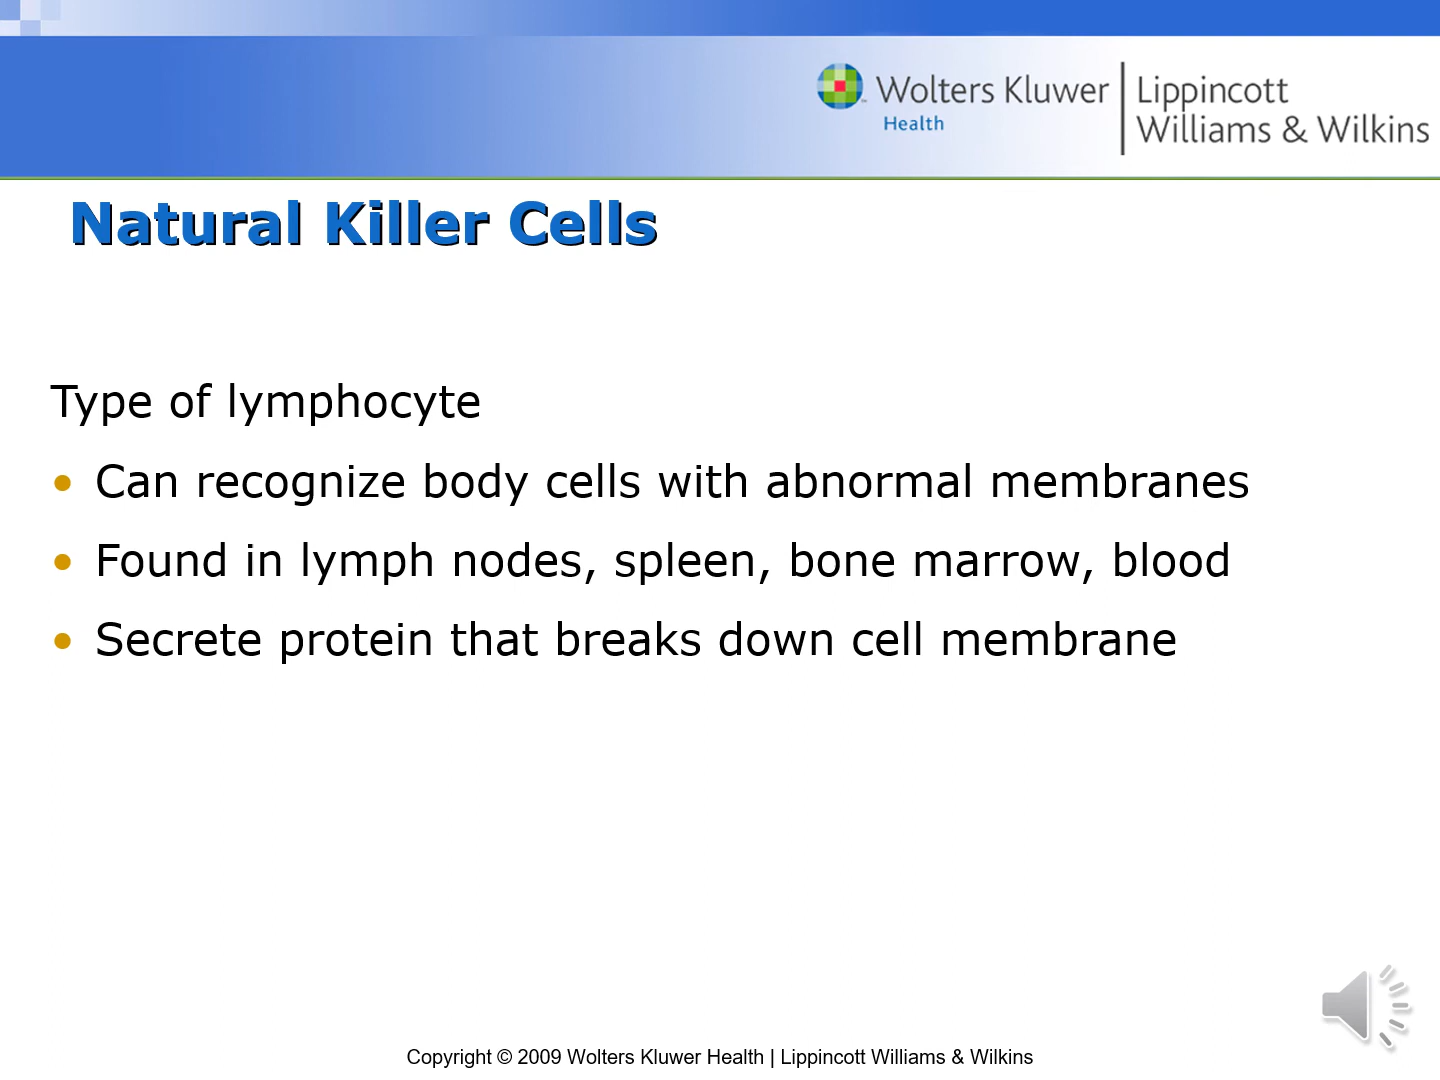 Wolters Kluwer
Health
Lippincott
Williams & Wilkins
Natural Killer Cells
Type of lymphocyte
• Can recognize body cells with abnormal membranes
• Found in lymph nodes, spleen, bone marrow, blood
• Secrete protein that breaks down cell membrane
Copyright © 2009 Wolters Kluwer Health | Lippincott Williams & Wilkins